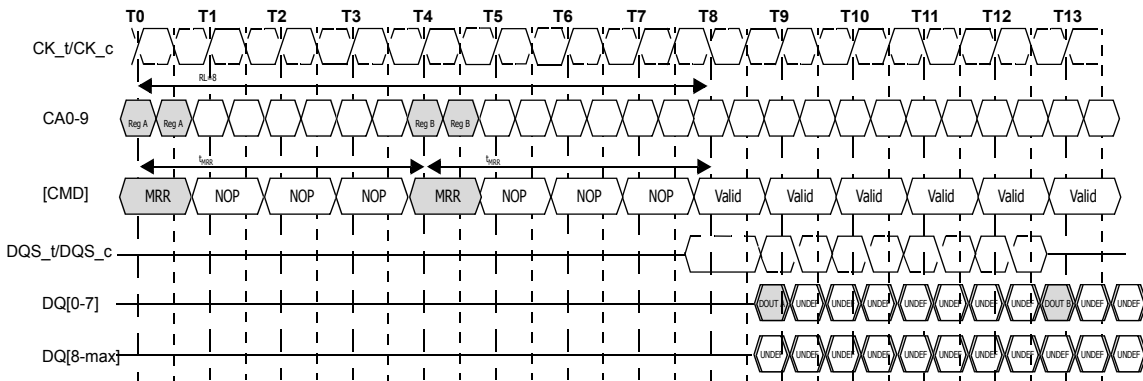 T0 T1 T2 T3 T4 T5 T6 T7 T8 T9 T10 T11 T12 T13
CK_t/CK_c
RL=8
CA0-9 Reg A Reg A Reg B Reg B
tMRR tMRR
[CMD] MRR NOP NOP NOP MRR NOP NOP NOP Valid Valid Valid Valid Valid Valid
DQS_t/DQS_c
DQ[0-7] DOUT A UNDEF UNDEF UNDEF UNDEF UNDEF UNDEF UNDEF DOUT B UNDEF UNDEF
DQ[8-max] UNDEF UNDEF UNDEF UNDEF UNDEF UNDEF UNDEF UNDEF UNDEF UNDEF UNDEF